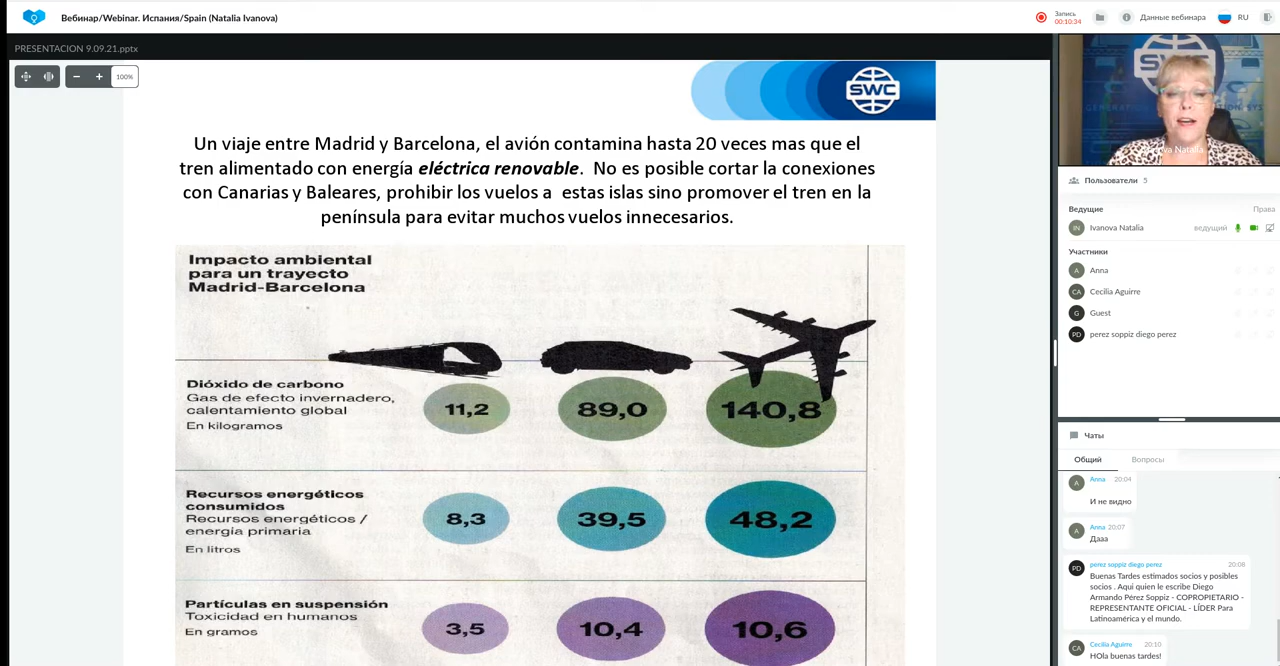 Вебинар/Webinar. Испания/Spain (Natalia Ivanova)
Запись
00:10:34
Данные вебинара
RU
PRESENTACION 9.09.21.pptx
100%
SWC
Un viaje entre Madrid y Barcelona, el avión contamina hasta 20 veces mas que el
tren alimentado con energía eléctrica renovable. No es posible cortar la conexiones
con Canarias y Baleares, prohibir los vuelos a estas islas sino promover el tren en la
península para evitar muchos vuelos innecesarios.
Impacto ambiental
para un trayecto
Madrid-Barcelona
Dióxido de carbono
Gas de efecto invernadero,
calentamiento global
En kilogramos
11,2
89,0
140,8
Recursos energéticos
consumidos
Recursos energéticos /
energía primaria
En litros
8,3
39,5
48,2
Partículas en suspensión
Toxicidad en humanos
En gramos
3,5
10,4
10,6
SWC
Natalia
Пользователи 5
Ведущие
Права
IN
Ivanova Natalia
ведущий
Участники
A
Anna
CA
Cecilia Aguirre
G
Guest
PD
perez soppiz diego perez
Чаты
Общий
Вопросы
A
Anna 20:04
И не видно
A
Anna 20:07
Дааа
PD
perez soppiz diego perez 20:08
Buenas Tardes estimados socios y posibles
socios . Aqui quien le escribe Diego
Armando Pérez Soppiz - COPROPIETARIO -
REPRESENTANTE OFICIAL - LÍDER Para
Latinoamérica y el mundo.
CA
Cecilia Aguirre 20:10
HOla buenas tardes!